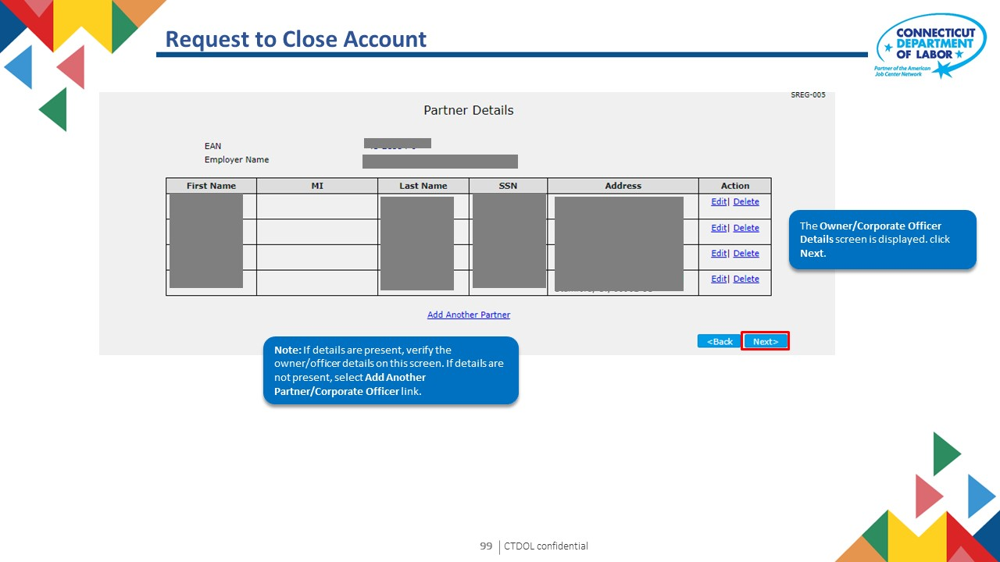 Request to Close Account
CONNECTICUT
DEPARTMENT
OF LABOR
Partner of the American
Job Center Network
SREG-005
Partner Details
EAN
Employer Name
First Name MI Last Name SSN Address Action
Edit| Delete
Edit| Delete
Edit| Delete
Edit| Delete
The Owner/Corporate Officer
Details screen is displayed. click
Next.
Add Another Partner
<Back Next>
Note: If details are present, verify the
owner/officer details on this screen. If details are
not present, select Add Another
Partner/Corporate Officer link.
99 CTDOL confidential